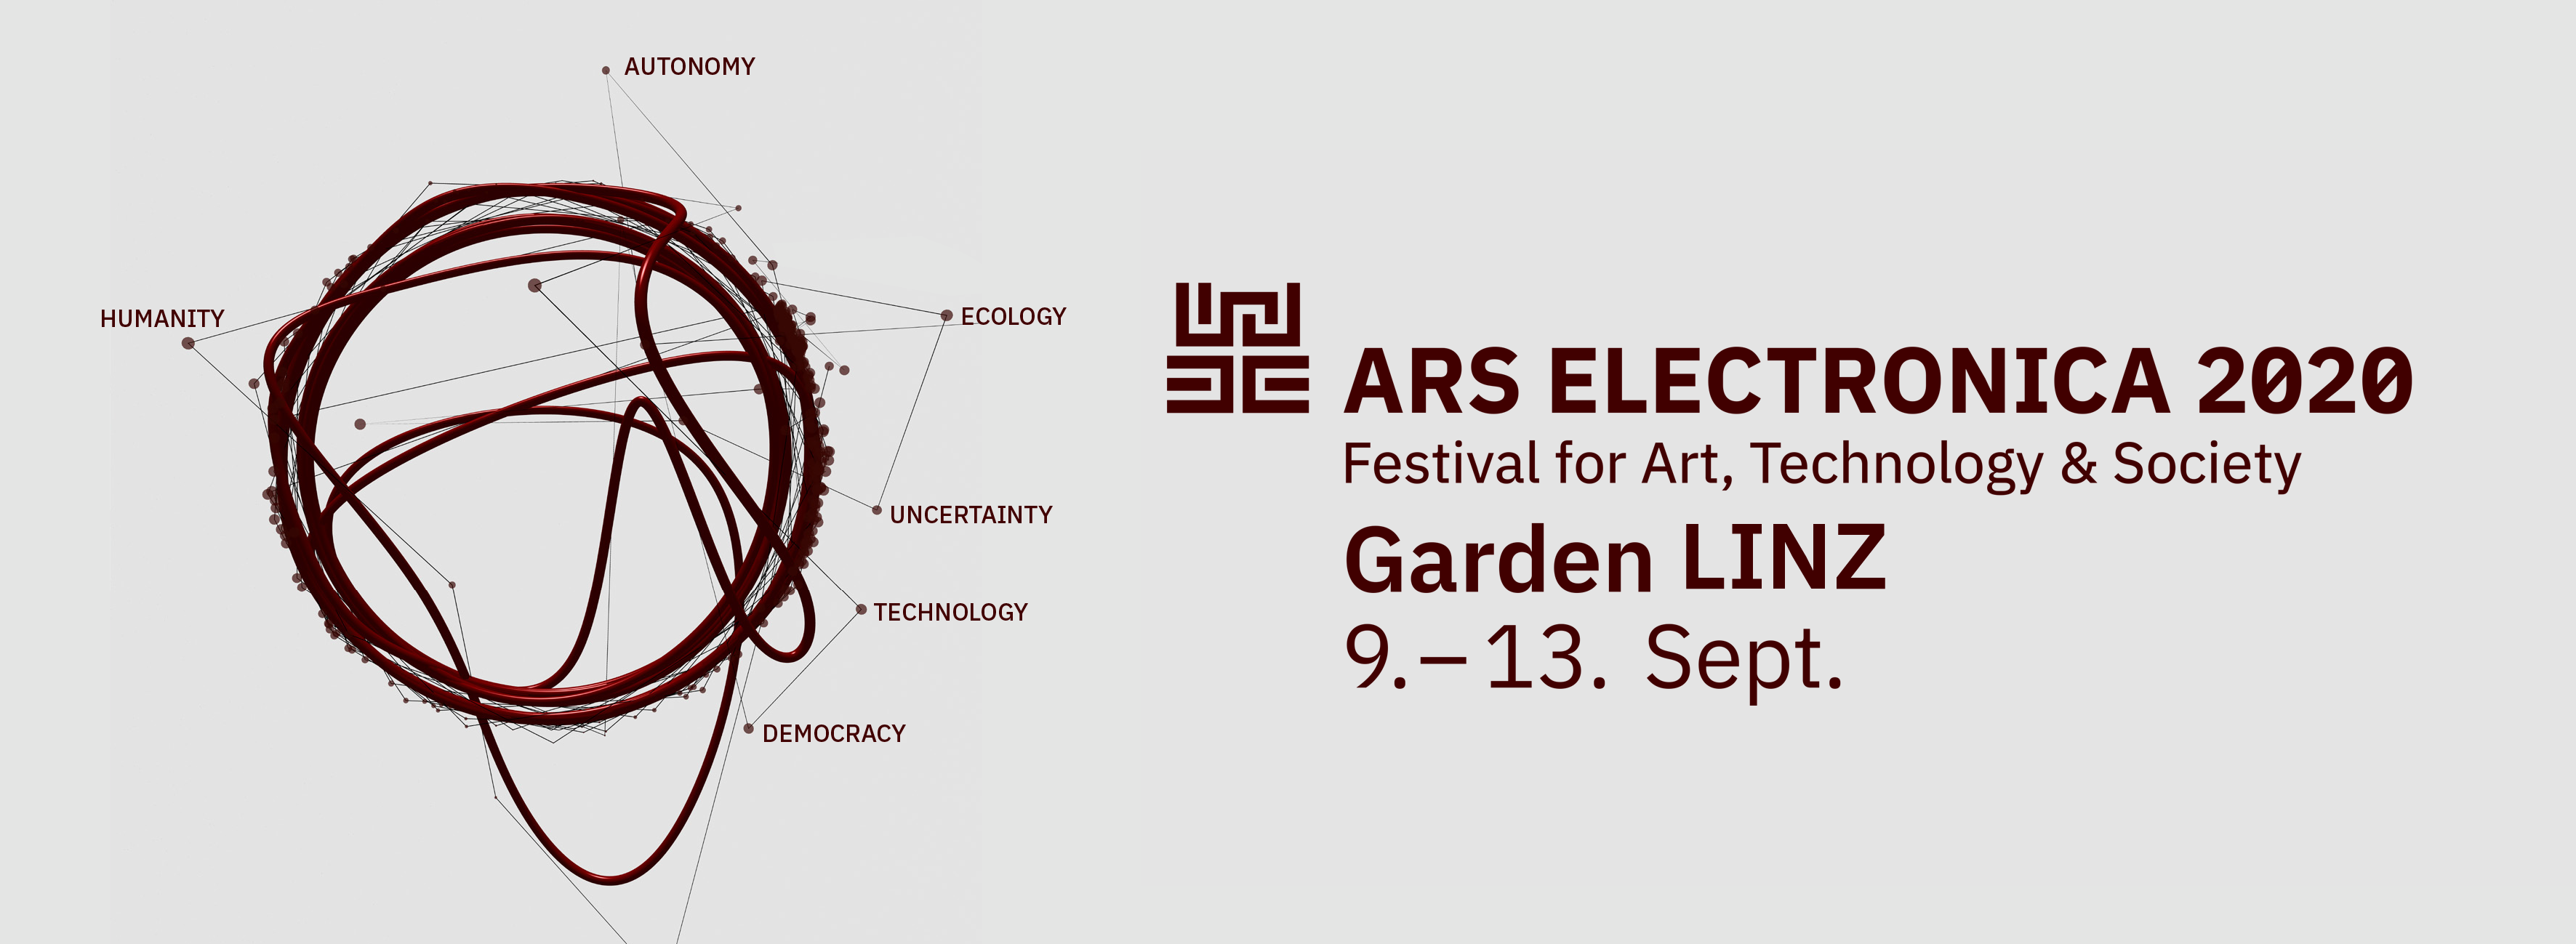 AUTONOMY
HUMANITY
ECOLOGY
UNCERTAINTY
TECHNOLOGY
DEMOCRACY
ARS ELECTRONICA 2020
Festival for Art, Technology & Society
Garden LINZ
9. – 13. Sept.